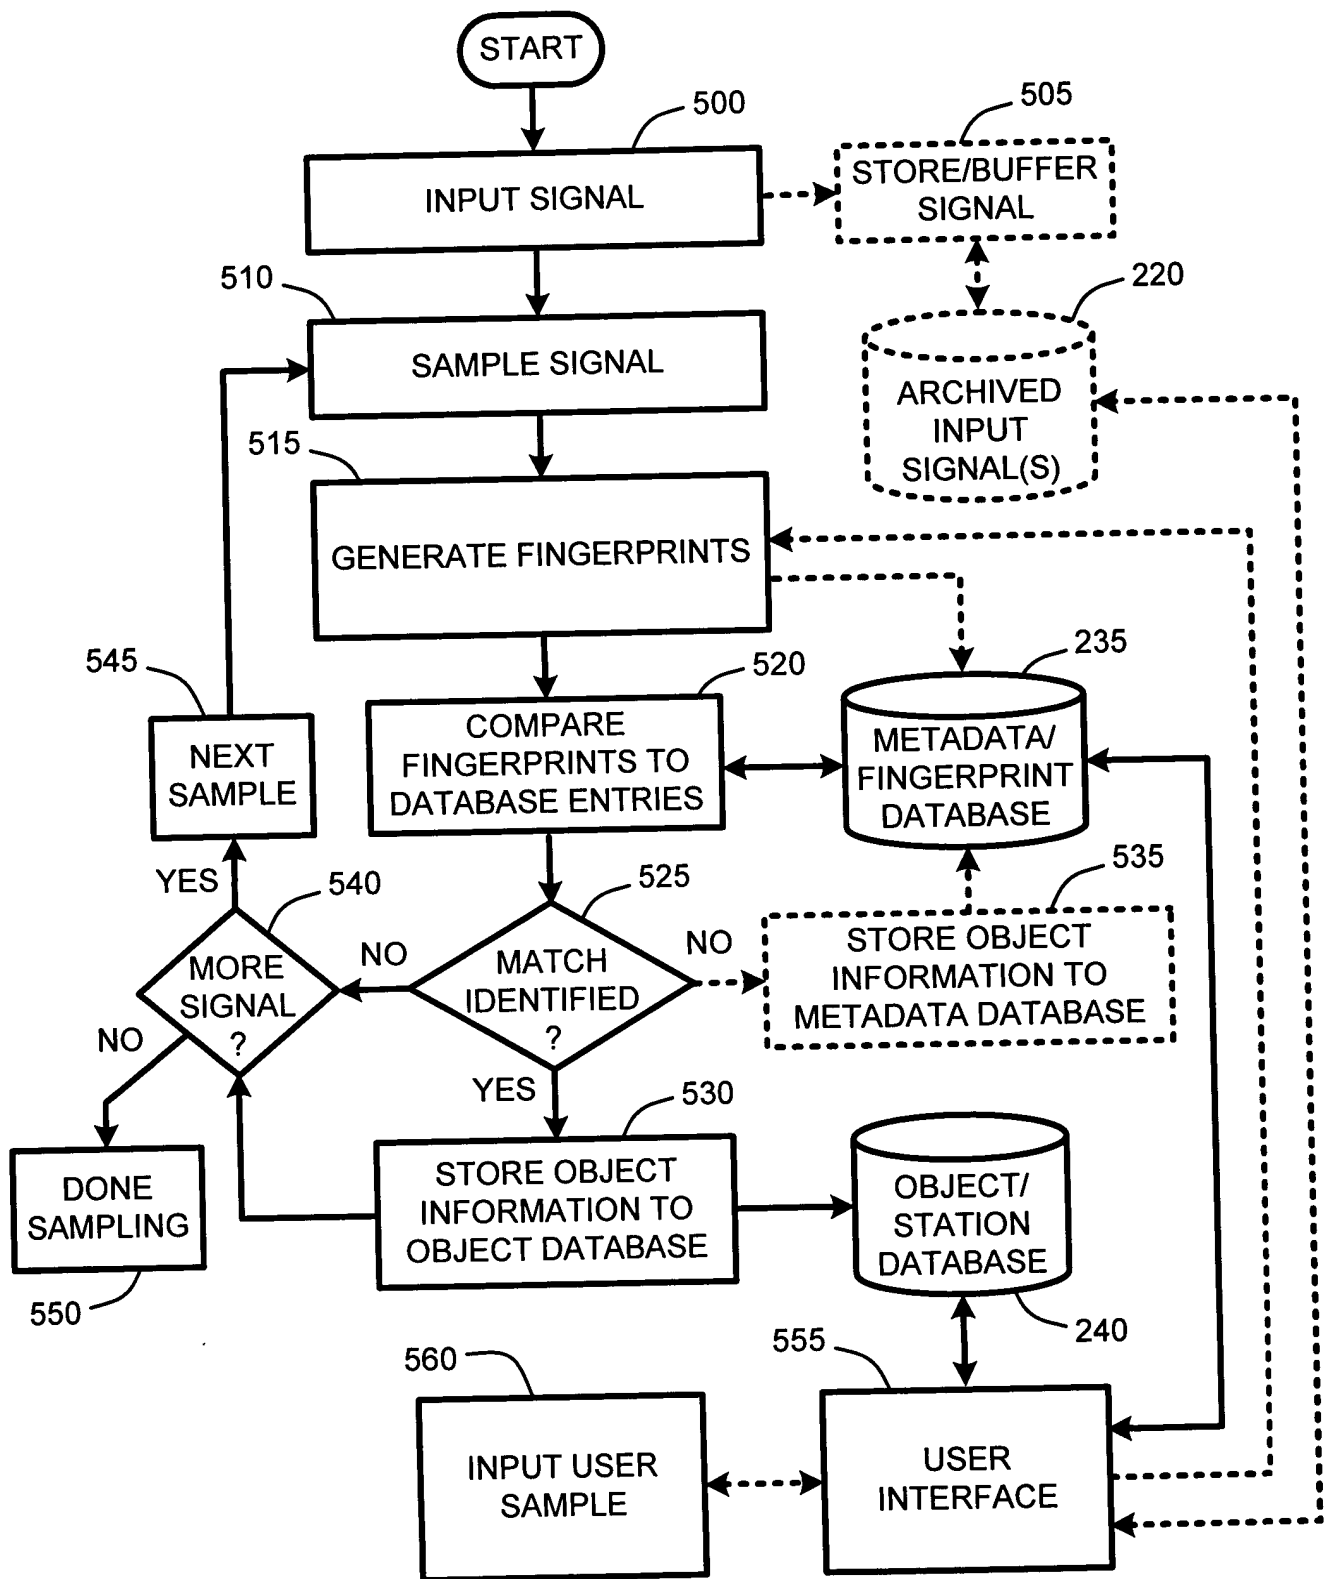 START
500
505
INPUT SIGNAL
STORE/BUFFER
SIGNAL
510
220
SAMPLE SIGNAL
ARCHIVED
INPUT
SIGNAL(S)
515
GENERATE FINGERPRINTS
545
520
235
NEXT
SAMPLE
COMPARE
FINGERPRINTS TO
DATABASE ENTRIES
METADATA/
FINGERPRINT
DATABASE
YES
540
525
535
MORE
SIGNAL
?
NO
MATCH
IDENTIFIED
?
NO
STORE OBJECT
INFORMATION TO
METADATA DATABASE
NO
YES
530
DONE
SAMPLING
STORE OBJECT
INFORMATION TO
OBJECT DATABASE
OBJECT/
STATION
DATABASE
550
240
560
555
INPUT USER
SAMPLE
USER
INTERFACE